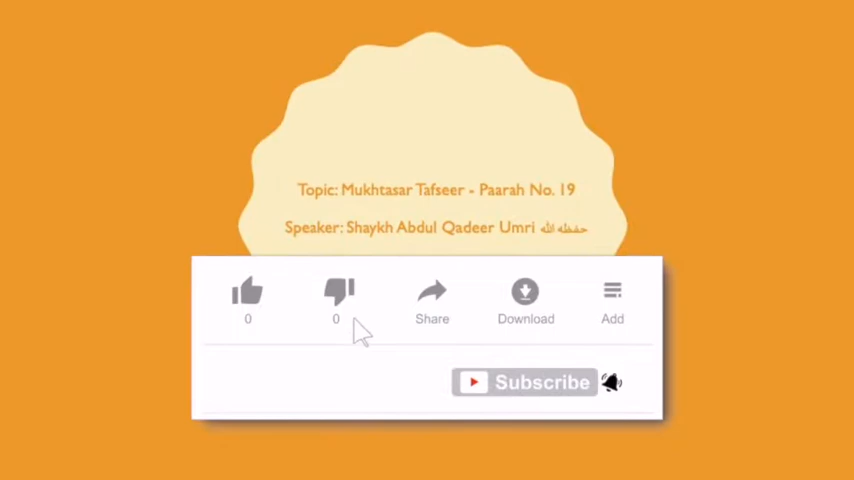 Topic: Mukhtasar Tafseer - Paarah No. 19
Speaker: Shaykh Abdul Qadeer Umri حفظه الله
0
0
Share
Download
Add
Subscribe